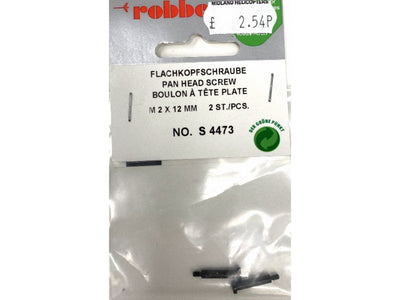 robbe
MIDLAND HELICOPTERS
£ 2.54P
FLACHKOPFSCHRAUBE
PAN HEAD SCREW
BOULON À TÊTE PLATE
M 2 X 12 MM 2 ST./PCS.
NO. S 4473
DER GRÜNE PUNKT